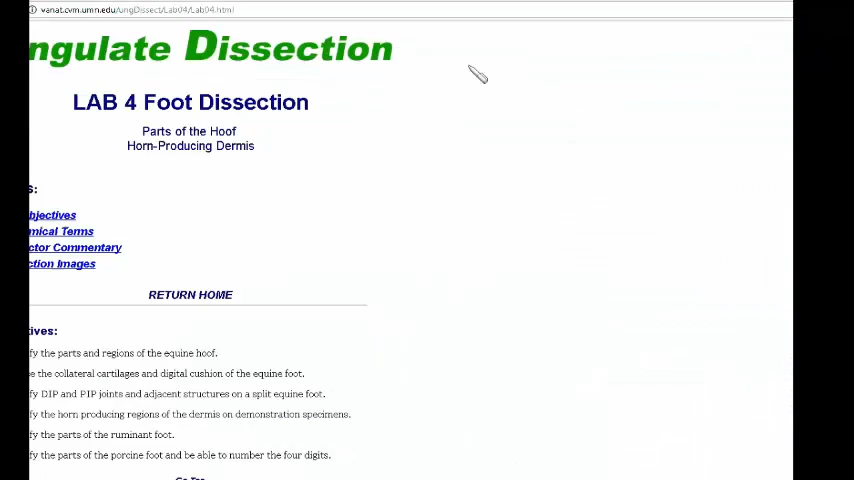 vanat.cvm.umn.edu/ungDissect/Lab04/Lab04.html
ngulate Dissection
LAB 4 Foot Dissection
Parts of the Hoof
Horn-Producing Dermis
s:
bjectives
mical Terms
ctor Commentary
ction Images
RETURN HOME
tives:
fy the parts and regions of the equine hoof.
e the collateral cartilages and digital cushion of the equine foot.
fy DIP and PIP joints and adjacent structures on a split equine foot.
fy the horn producing regions of the dermis on demonstration specimens.
fy the parts of the ruminant foot.
fy the parts of the porcine foot and be able to number the four digits.